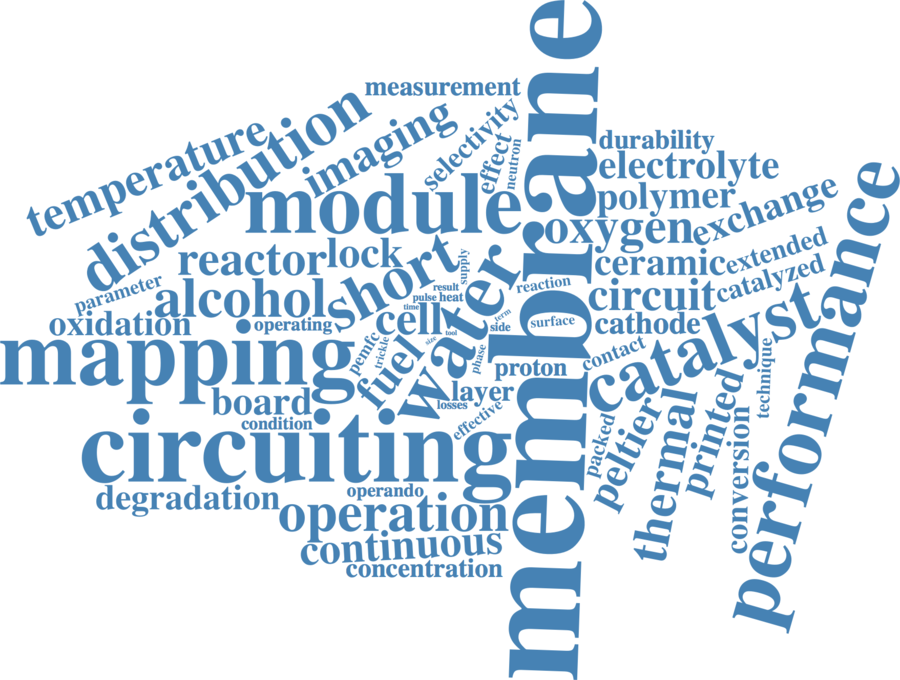 membrane
measurement
temperature
distribution
imaging
selectivity
effect
neutron
durability
electrolyte
polymer
module
oxygen
exchange
performance
reactor
lock
short
supply
water
ceramic
extended
catalyzed
parameter
alcohol
result
pulse
heat
reaction
circuit
oxidation
operating
time
cell
tool
size
term
side
surface
cathode
catalyst
mapping
pemfc
trickle
fuel
phase
proton
contact
technique
board
condition
layer
losses
effective
circuiting
packed
peltier
thermal
printed
conversion
degradation
operando
operation
continuous
concentration